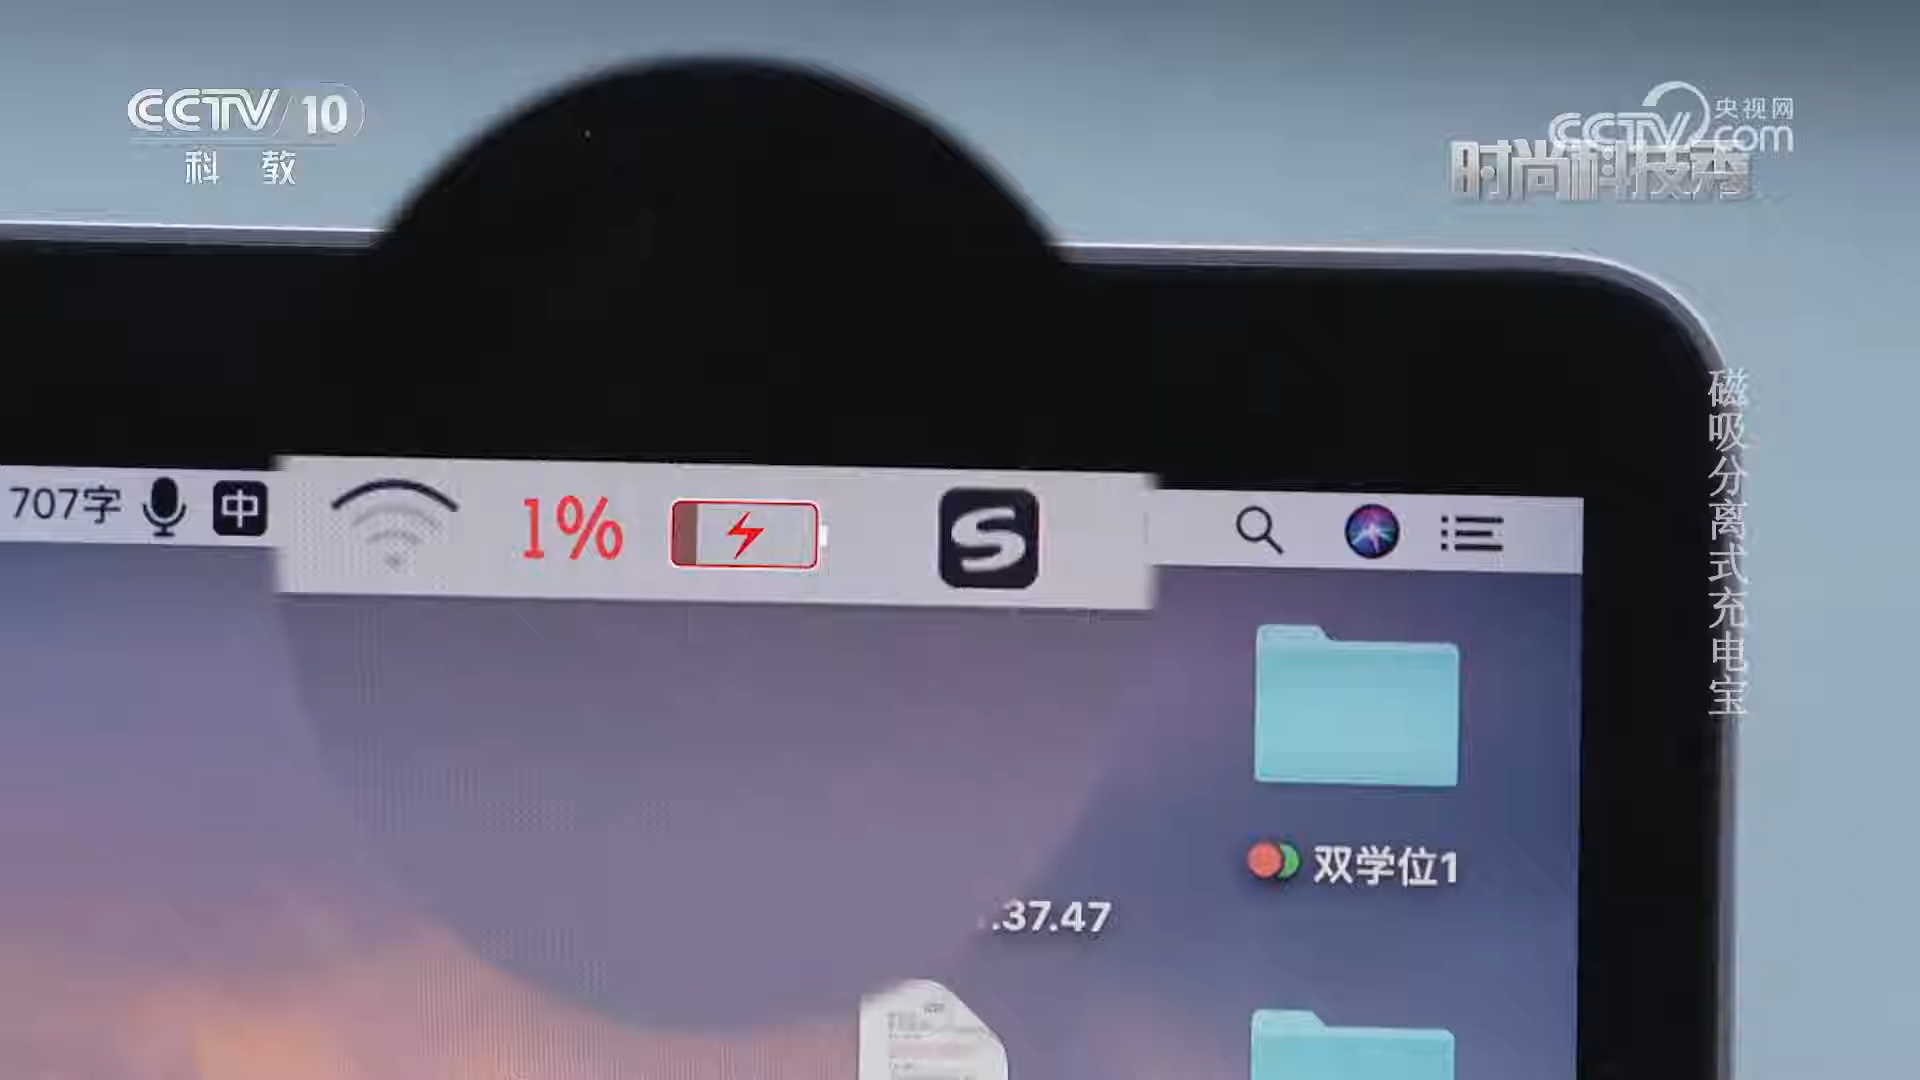 CCTV 10
科教
央视网
CCTV.com
时尚科技秀
磁吸分离式充电宝
707字
中
1%
S
双学位1
.37.47